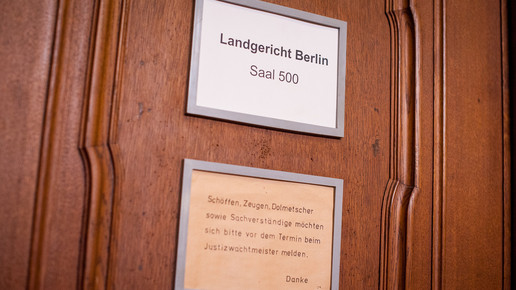 Landgericht Berlin
Saal 500
Schöffen, Zeugen, Dolmetscher
sowie Sachverständige möchten
sich bitte vor dem Termin beim
Justizwachtmeister melden.
Danke